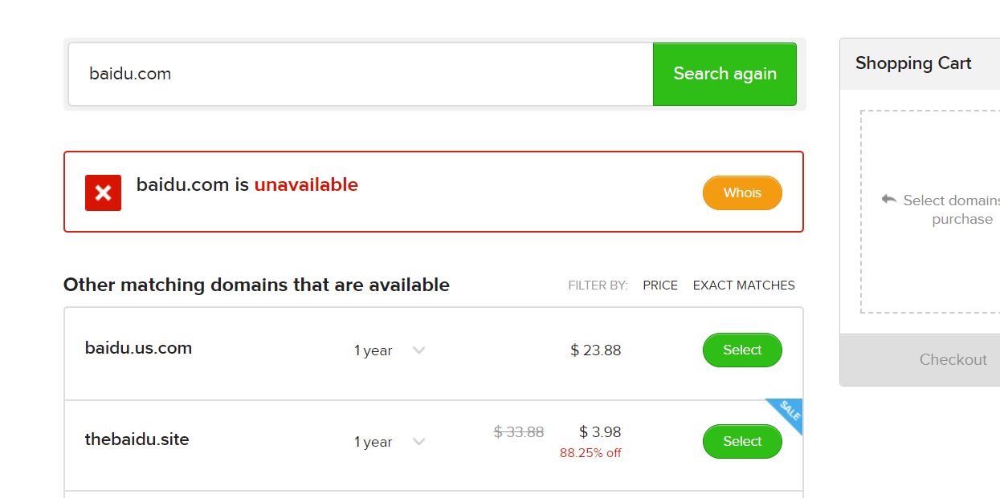 baidu.com
Search again
Shopping Cart
baidu.com is unavailable
Whois
Select domains
purchase
Other matching domains that are available
FILTER BY: PRICE EXACT MATCHES
baidu.us.com
1 year
$ 23.88
Select
Checkout
SALE
thebaidu.site
1 year
$ 33.88
$ 3.98
88.25% off
Select